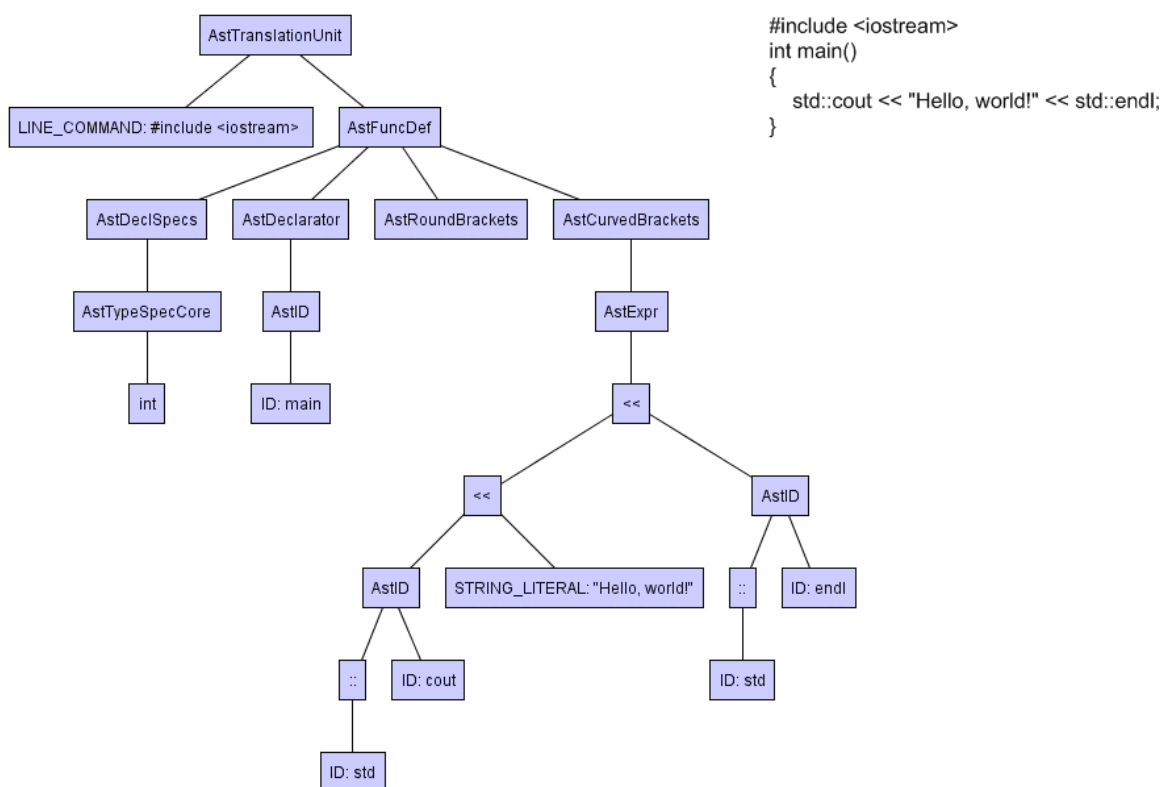 AstTranslationUnit
#include <iostream>
int main()
{
std::cout << "Hello, world!" << std::endl;
}
LINE_COMMAND: #include <iostream>
AstFuncDef
AstDeclSpecs
AstDeclarator
AstRoundBrackets
AstCurvedBrackets
AstTypeSpecCore
AstID
AstExpr
int
ID: main
<<
<<
AstID
AstID
STRING_LITERAL: "Hello, world!"
::
ID: endl
::
ID: cout
ID: std
ID: std